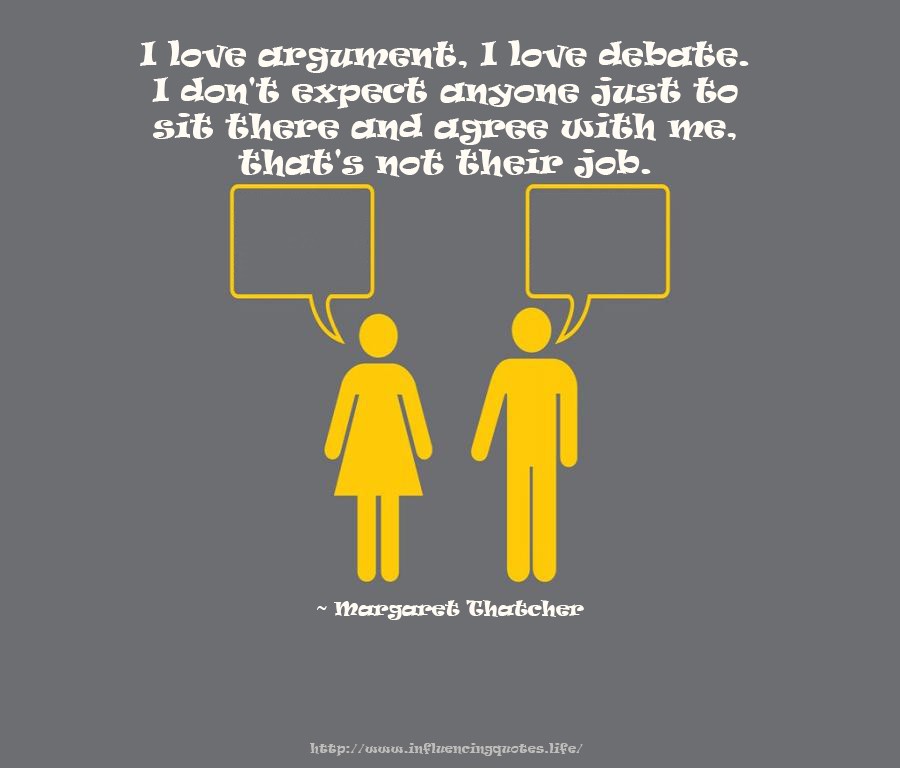 I love argument, I love debate.
I don't expect anyone just to
sit there and agree with me,
that's not their job.
~ Margaret Thatcher
http://www.influencingquotes.life/